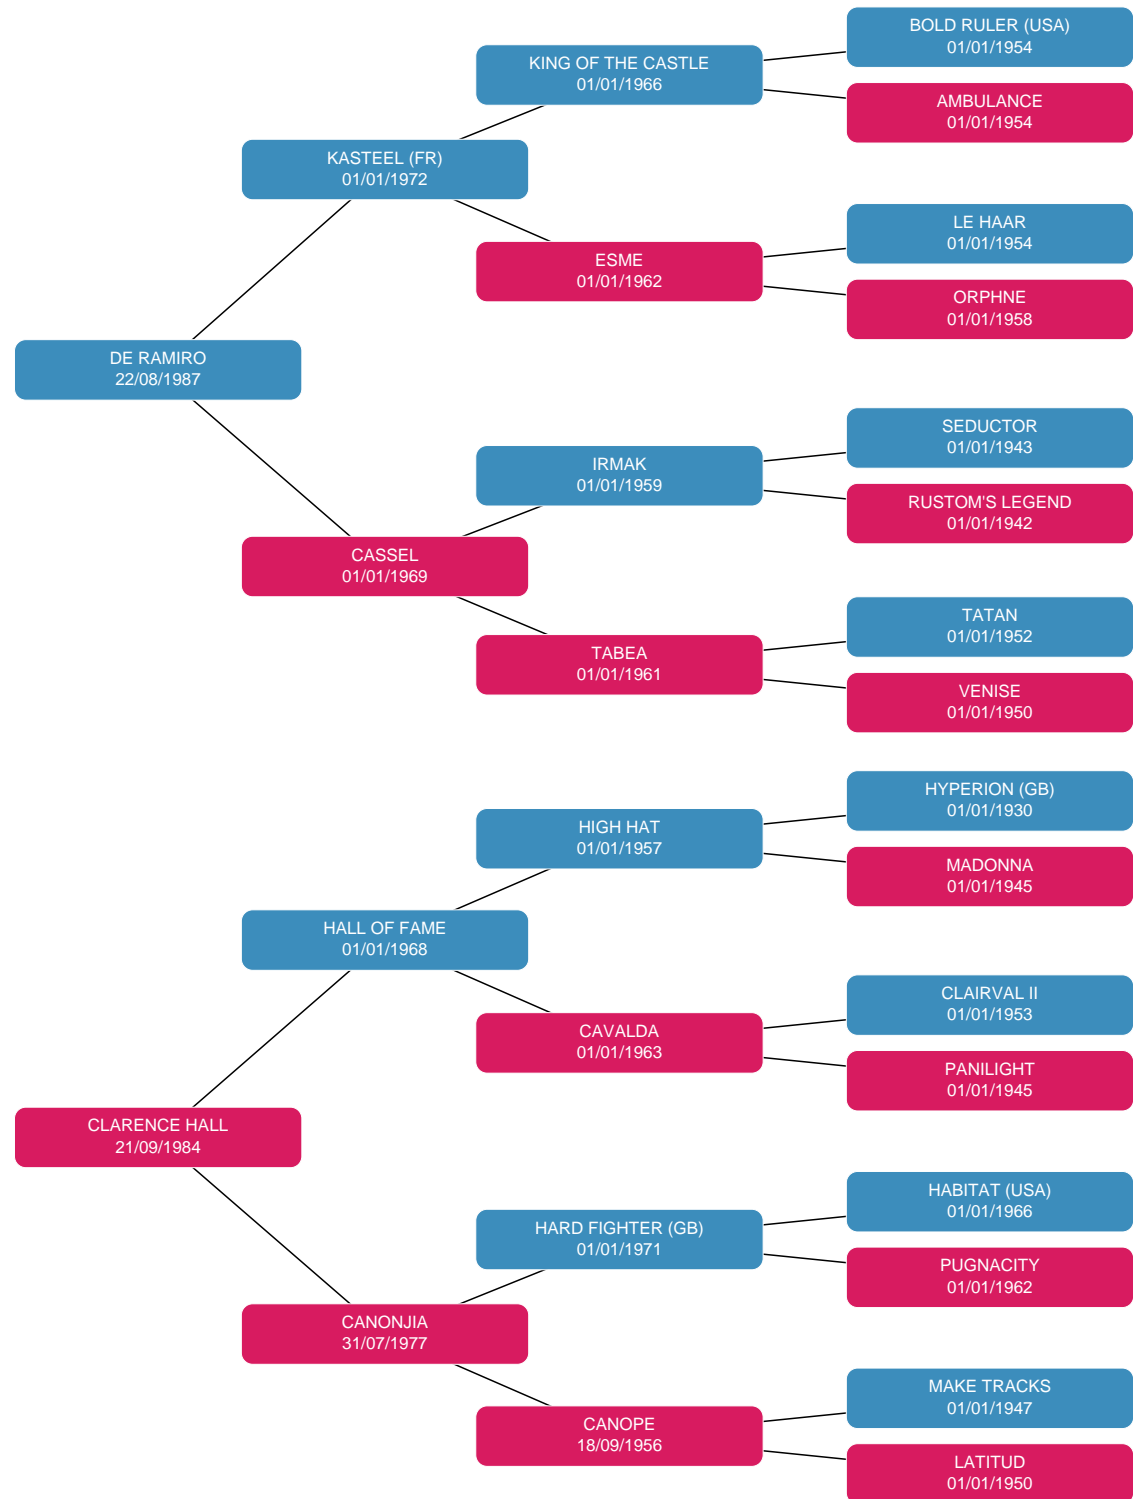 BOLD RULER (USA)
01/01/1954
KING OF THE CASTLE
01/01/1966
AMBULANCE
01/01/1954
KASTEEL (FR)
01/01/1972
LE HAAR
01/01/1954
ESME
01/01/1962
ORPHNE
01/01/1958
DE RAMIRO
22/08/1987
SEDUCTOR
01/01/1943
IRMAK
01/01/1959
RUSTOM'S LEGEND
01/01/1942
CASSEL
01/01/1969
TATAN
01/01/1952
TABEA
01/01/1961
VENISE
01/01/1950
HYPERION (GB)
01/01/1930
HIGH HAT
01/01/1957
MADONNA
01/01/1945
HALL OF FAME
01/01/1968
CLAIRVAL II
01/01/1953
CAVALDA
01/01/1963
PANILIGHT
01/01/1945
CLARENCE HALL
21/09/1984
HABITAT (USA)
01/01/1966
HARD FIGHTER (GB)
01/01/1971
PUGNACITY
01/01/1962
CANONJIA
31/07/1977
MAKE TRACKS
01/01/1947
CANOPE
18/09/1956
LATITUD
01/01/1950